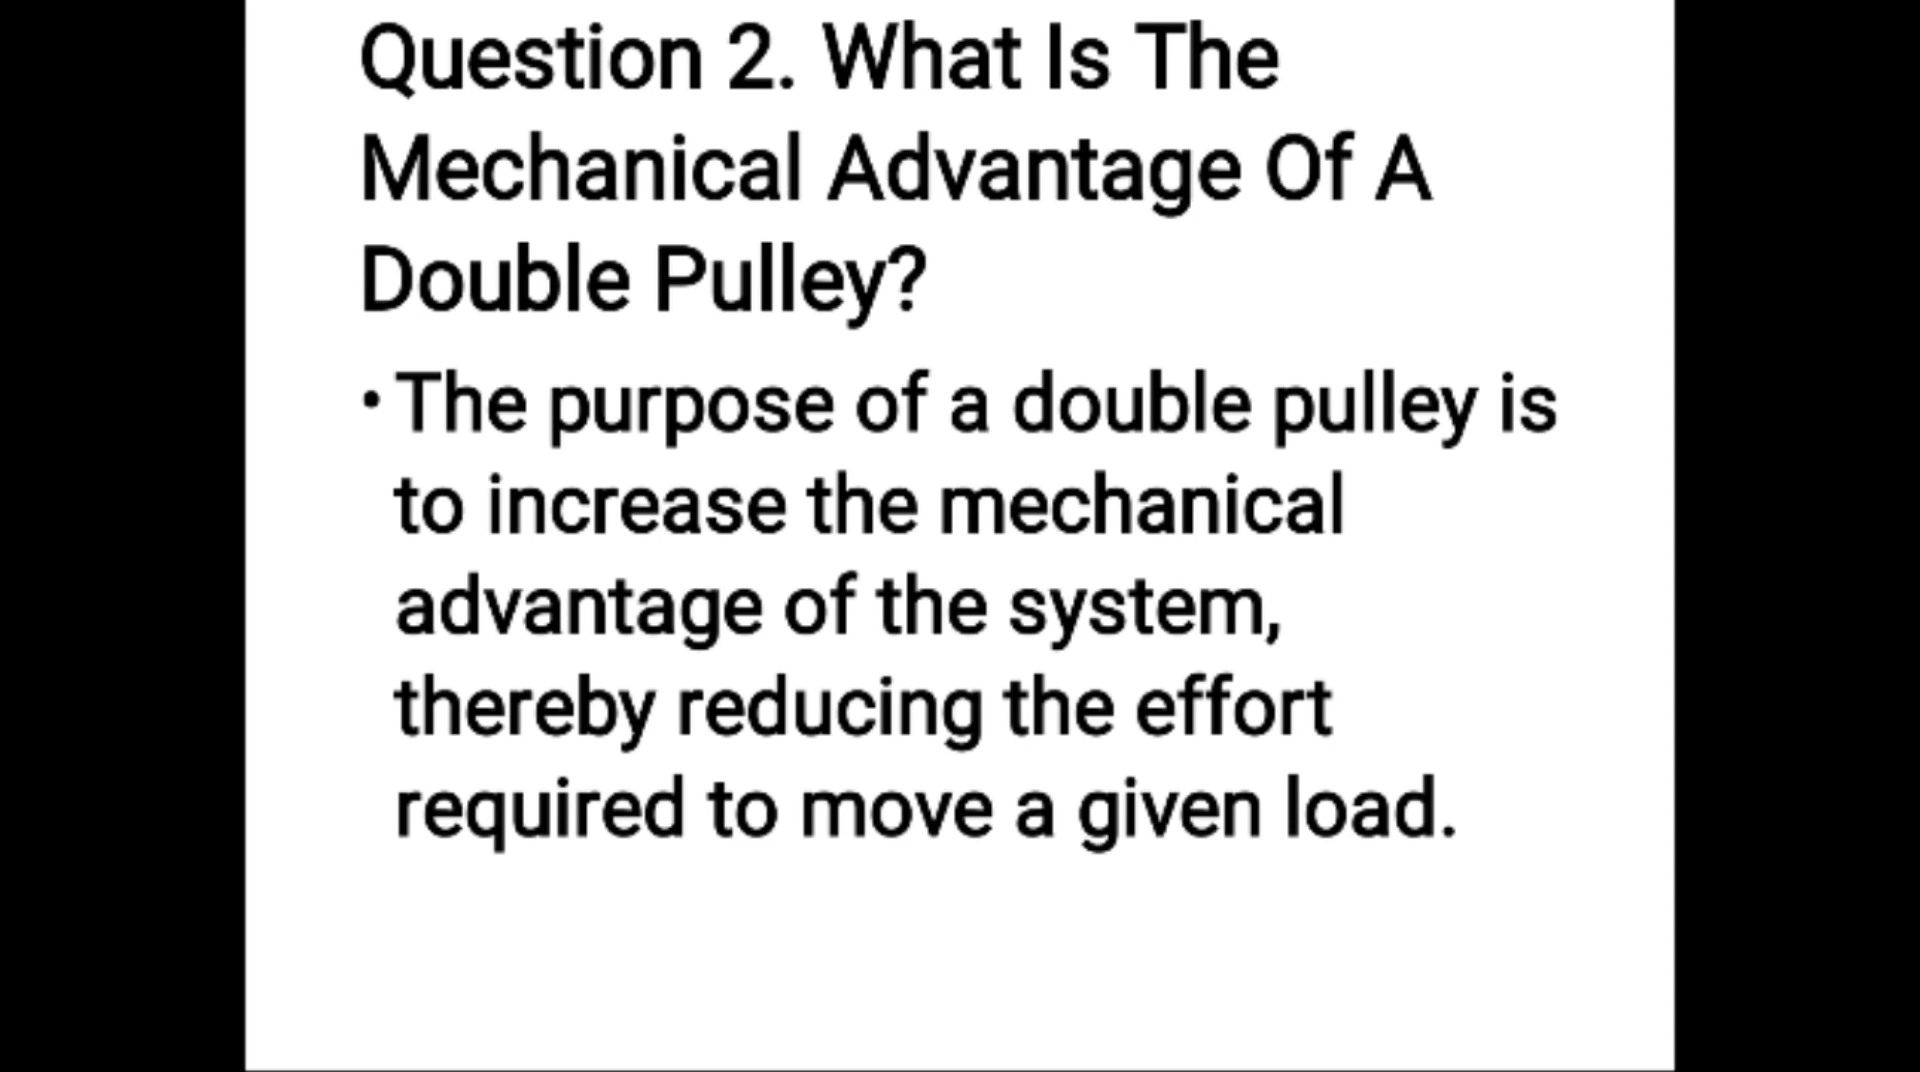 Question 2. What Is The
Mechanical Advantage Of A
Double Pulley?
• The purpose of a double pulley is
to increase the mechanical
advantage of the system,
thereby reducing the effort
required to move a given load.